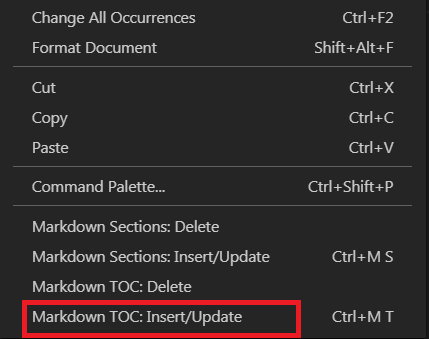 Change All Occurrences Ctrl+F2
Format Document Shift+Alt+F
Cut Ctrl+X
Copy Ctrl+C
Paste Ctrl+V
Command Palette... Ctrl+Shift+P
Markdown Sections: Delete
Markdown Sections: Insert/Update Ctrl+M S
Markdown TOC: Delete
Markdown TOC: Insert/Update Ctrl+M T